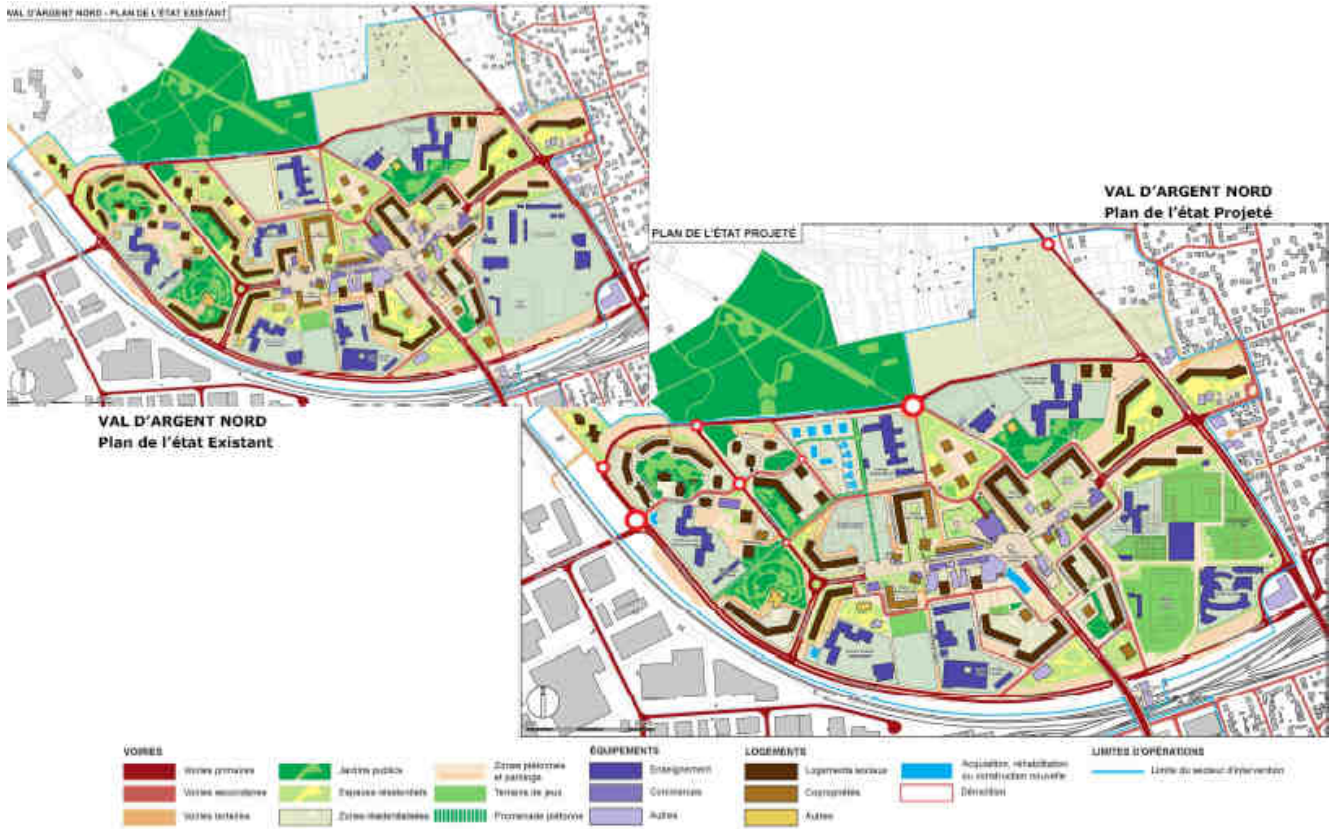 VAL D'ARGENT NORD - PLAN DE L'ÉTAT EXISTANT
VAL D'ARGENT NORD
Plan de l'état Projeté
PLAN DE L'ÉTAT PROJETÉ
VAL D'ARGENT NORD
Plan de l'état Existant
VOIRIES
Voiries primaires
Voiries secondaires
Voiries tertiaires
Jardins publics
Espaces résidentiels
Zones résidentialisées
Zones piétonnes
et parkings
Terrains de jeux
Promenade piétonne
ÉQUIPEMENTS
Enseignement
Commerces
Autres
LOGEMENTS
Logements sociaux
Copropriétés
Autres
Acquisition, réhabilitation
ou construction nouvelle
Démolition
LIMITES D'OPÉRATIONS
Limite du secteur d'intervention